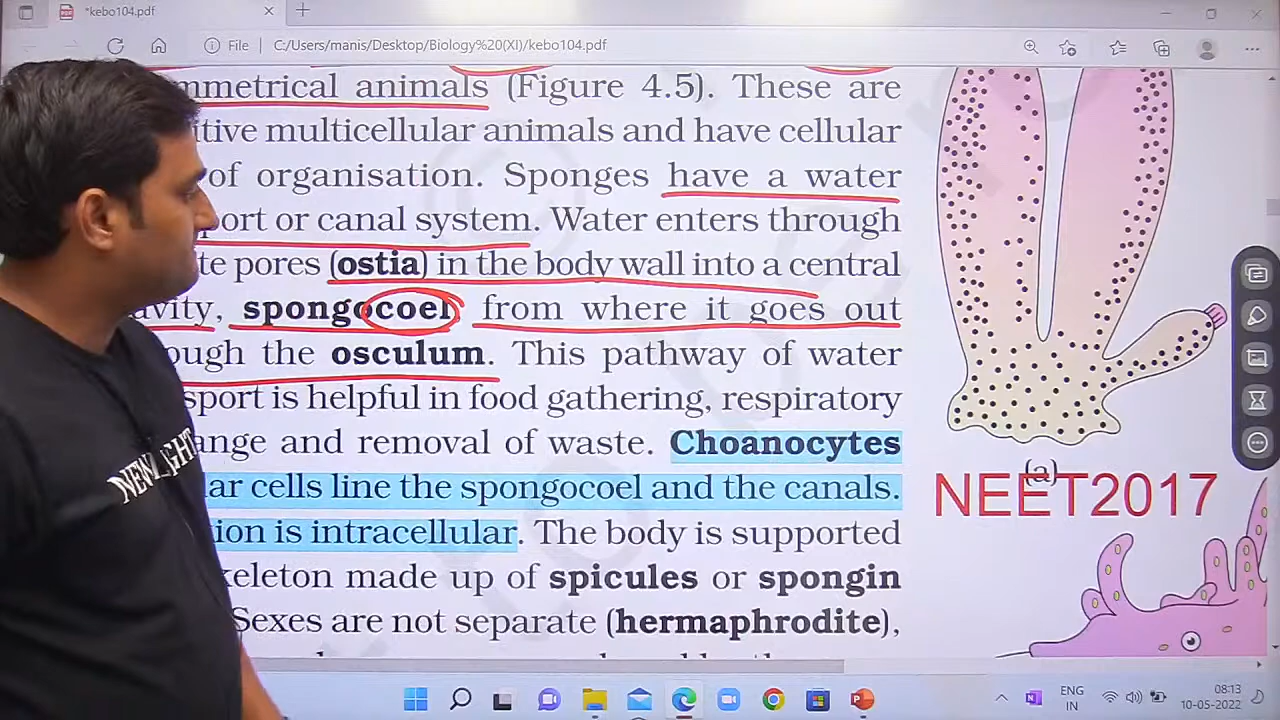 *kebo104.pdf
File
C:/Users/manis/Desktop/Biology%20(XI)/kebo104.pdf
mmetrical animals (Figure 4.5). These are
itive multicellular animals and have cellular
of organisation. Sponges have a water
port or canal system. Water enters through
te pores (ostia) in the body wall into a central
avity, spongocoel from where it goes out
ough the osculum. This pathway of water
sport is helpful in food gathering, respiratory
ange and removal of waste. Choanocytes
ar cells line the spongocoel and the canals.
ion is intracellular. The body is supported
keleton made up of spicules or spongin
Sexes are not separate (hermaphrodite),
(a)
NEET2017
NEW LIGHT
ENG
IN
08:13
10-05-2022